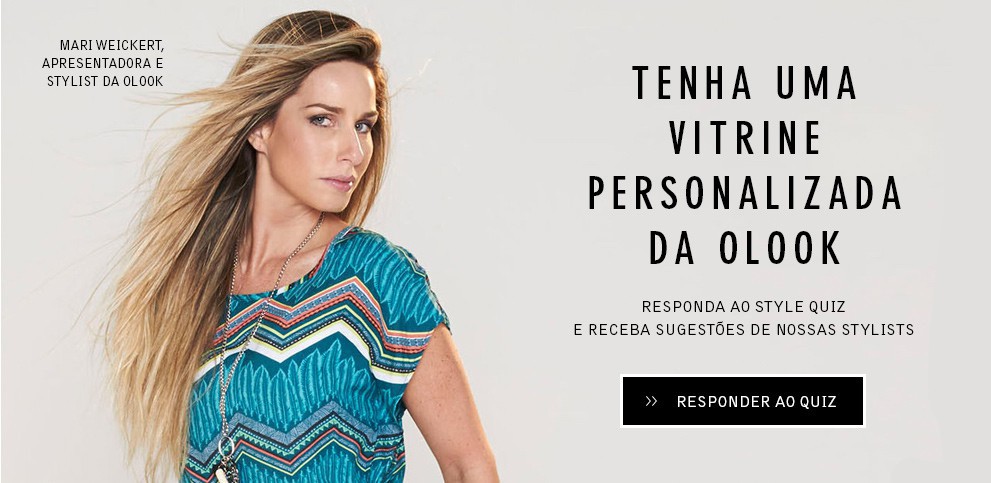 MARI WEICKERT,
APRESENTADORA E
STYLIST DA OLOOK
TENHA UMA
VITRINE
PERSONALIZADA
DA OLOOK
RESPONDA AO STYLE QUIZ
E RECEBA SUGESTÕES DE NOSSAS STYLISTS
>> RESPONDER AO QUIZ